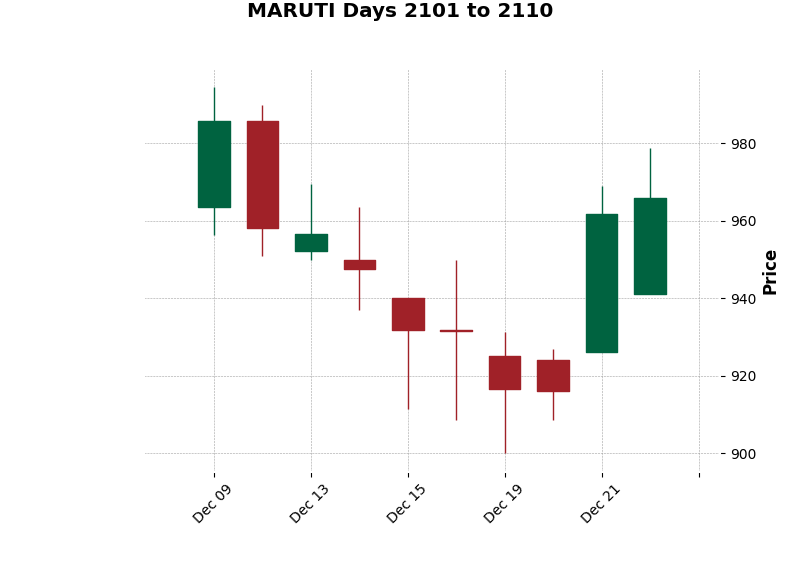 MARUTI Days 2101 to 2110
980
960
940
920
900
Price
Dec 09
Dec 13
Dec 15
Dec 19
Dec 21